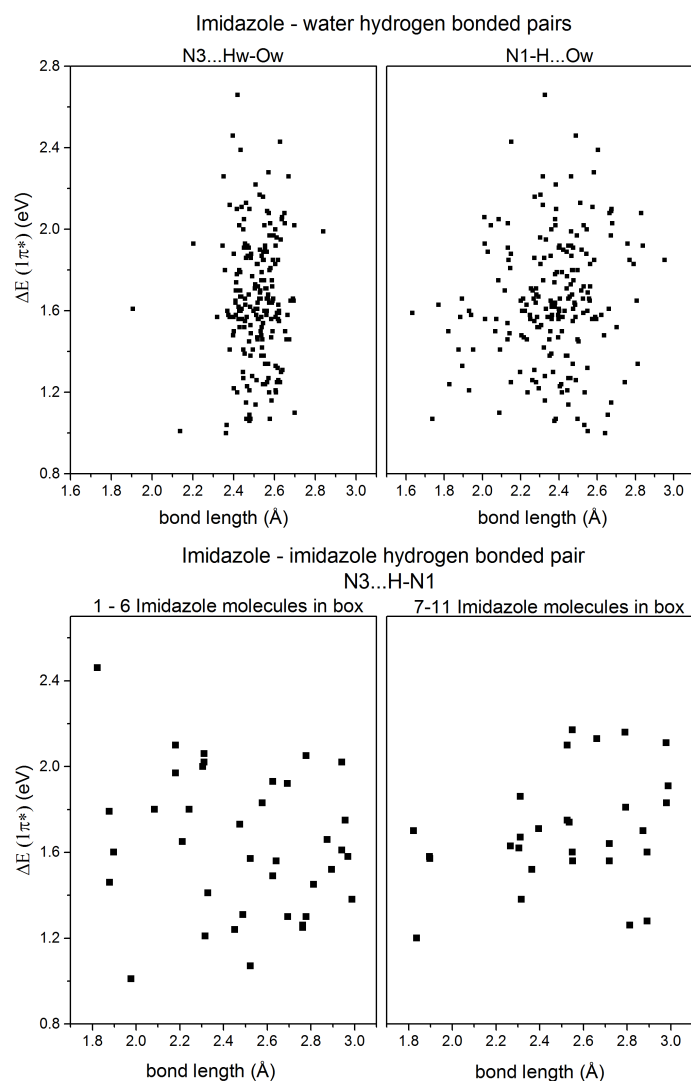 Imidazole - water hydrogen bonded pairs
N3...Hw-Ow
N1-H...Ow
ΔE (1π*) (eV)
2.8
2.4
2.0
1.6
1.2
0.8
1.6 1.8 2.0 2.2 2.4 2.6 2.8 3.0
1.8 2.0 2.2 2.4 2.6 2.8 3.0
bond length (Å)
bond length (Å)
Imidazole - imidazole hydrogen bonded pair
N3...H-N1
1 - 6 Imidazole molecules in box
7-11 Imidazole molecules in box
ΔE (1π*) (eV)
2.4
2.0
1.6
1.2
0.8
1.8 2.0 2.2 2.4 2.6 2.8 3.0
1.8 2.0 2.2 2.4 2.6 2.8 3.0
bond length (Å)
bond length (Å)